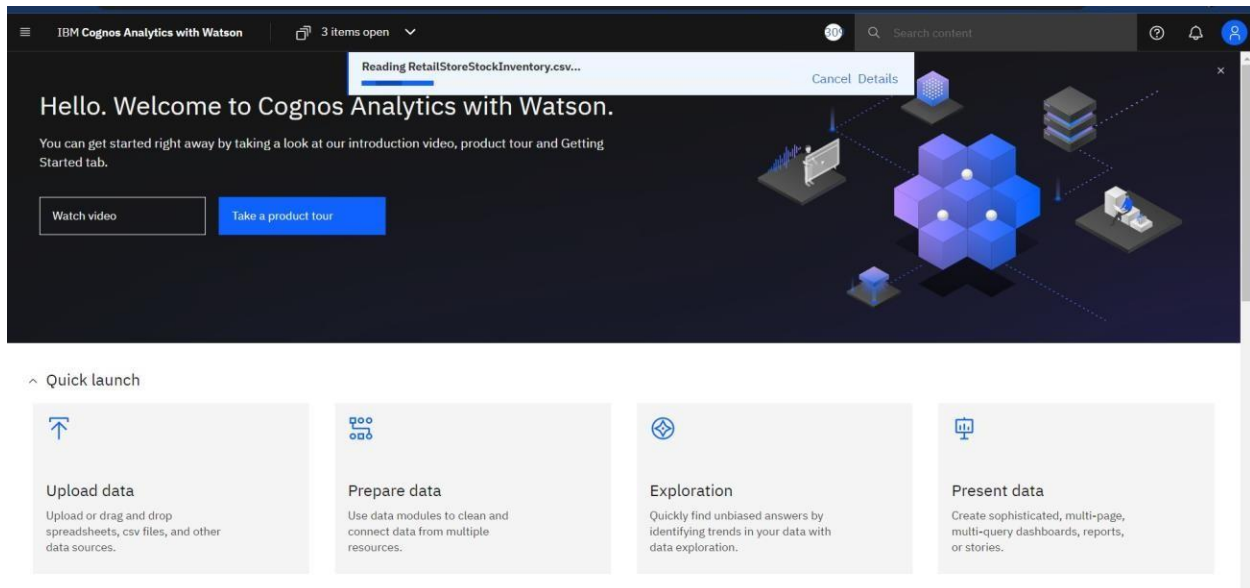 IBM Cognos Analytics with Watson
3 items open
Search content
Reading RetailStoreStockInventory.csv...
Cancel Details
Hello. Welcome to Cognos Analytics with Watson.
You can get started right away by taking a look at our introduction video, product tour and Getting
Started tab.
Watch video
Take a product tour
Quick launch
Upload data
Upload or drag and drop
spreadsheets, csv files, and other
data sources.
Prepare data
Use data modules to clean and
connect data from multiple
resources.
Exploration
Quickly find unbiased answers by
identifying trends in your data with
data exploration.
Present data
Create sophisticated, multi-page,
multi-query dashboards, reports,
or stories.